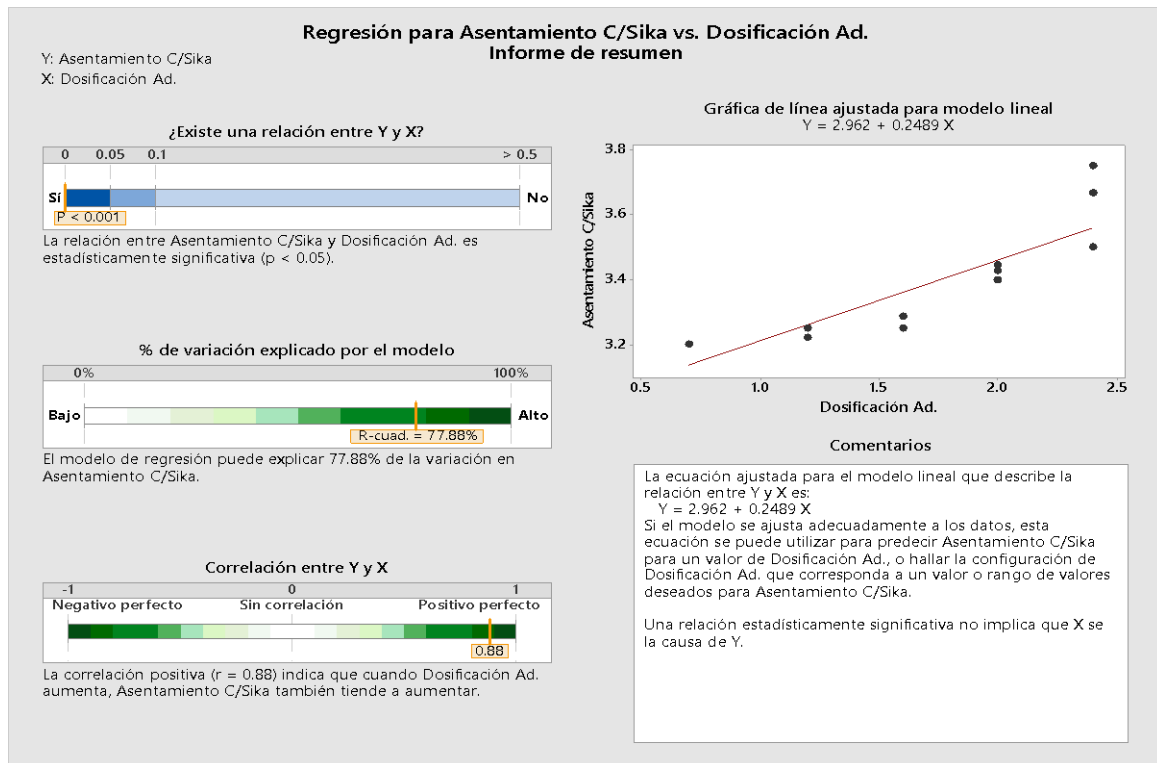 Regresión para Asentamiento C/Sika vs. Dosificación Ad.
Informe de resumen
Y: Asentamiento C/Sika
X: Dosificación Ad.
¿Existe una relación entre Y y X?
0 0.05 0.1 > 0.5
Sí No
P < 0.001
La relación entre Asentamiento C/Sika y Dosificación Ad. es
estadísticamente significativa (p < 0.05).
% de variación explicado por el modelo
0% 100%
Bajo Alto
R-cuad. = 77.88%
El modelo de regresión puede explicar 77.88% de la variación en
Asentamiento C/Sika.
Correlación entre Y y X
-1 0 1
Negativo perfecto Sin correlación Positivo perfecto
0.88
La correlación positiva (r = 0.88) indica que cuando Dosificación Ad.
aumenta, Asentamiento C/Sika también tiende a aumentar.
Gráfica de línea ajustada para modelo lineal
Y = 2.962 + 0.2489 X
Asentamiento C/Sika
3.8
3.6
3.4
3.2
0.5 1.0 1.5 2.0 2.5
Dosificación Ad.
Comentarios
La ecuación ajustada para el modelo lineal que describe la
relación entre Y y X es:
Y = 2.962 + 0.2489 X
Si el modelo se ajusta adecuadamente a los datos, esta
ecuación se puede utilizar para predecir Asentamiento C/Sika
para un valor de Dosificación Ad., o hallar la configuración de
Dosificación Ad. que corresponda a un valor o rango de valores
deseados para Asentamiento C/Sika.
Una relación estadísticamente significativa no implica que X se
la causa de Y.